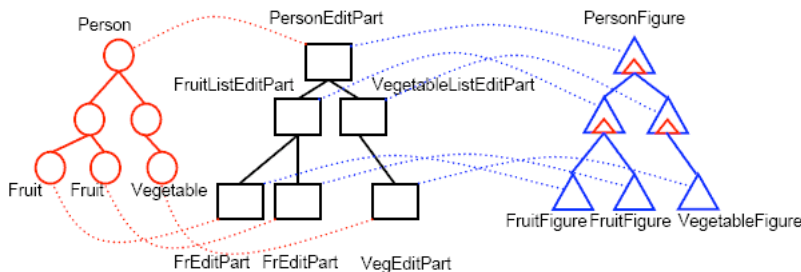 Person
PersonEditPart
PersonFigure
FruitListEditPart
VegetableListEditPart
Fruit
Fruit
Vegetable
FruitFigure
FruitFigure
VegetableFigure
FrEditPart
FrEditPart
VegEditPart